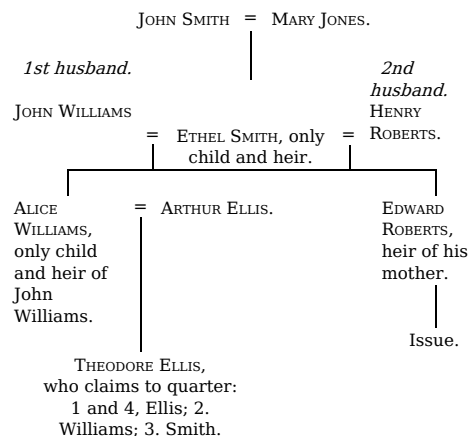 JOHN SMITH = MARY JONES.
1st husband.
2nd
husband.
JOHN WILLIAMS
HENRY
ROBERTS.
= ETHEL SMITH, only =
child and heir.
ALICE
WILLIAMS,
only child
and heir of
John
Williams.
= ARTHUR ELLIS.
EDWARD
ROBERTS,
heir of his
mother.
Issue.
THEODORE ELLIS,
who claims to quarter:
1 and 4, Ellis; 2.
Williams; 3. Smith.